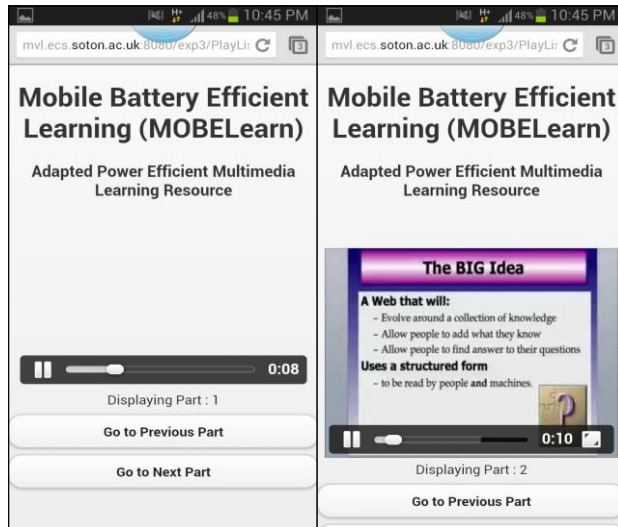 48% 10:45 PM
mvl.ecs.soton.ac.uk:8080/exp3/PlayLi
3
Mobile Battery Efficient
Learning (MOBELearn)
Adapted Power Efficient Multimedia
Learning Resource
0:08
Displaying Part : 1
Go to Previous Part
Go to Next Part
48% 10:45 PM
mvl.ecs.soton.ac.uk:8080/exp3/PlayLi
3
Mobile Battery Efficient
Learning (MOBELearn)
Adapted Power Efficient Multimedia
Learning Resource
The BIG Idea
A Web that will:
- Evolve around a collection of knowledge
- Allow people to add what they know
- Allow people to find answer to their questions
Uses a structured form
- to be read by people and machines.
0:10
Displaying Part : 2
Go to Previous Part